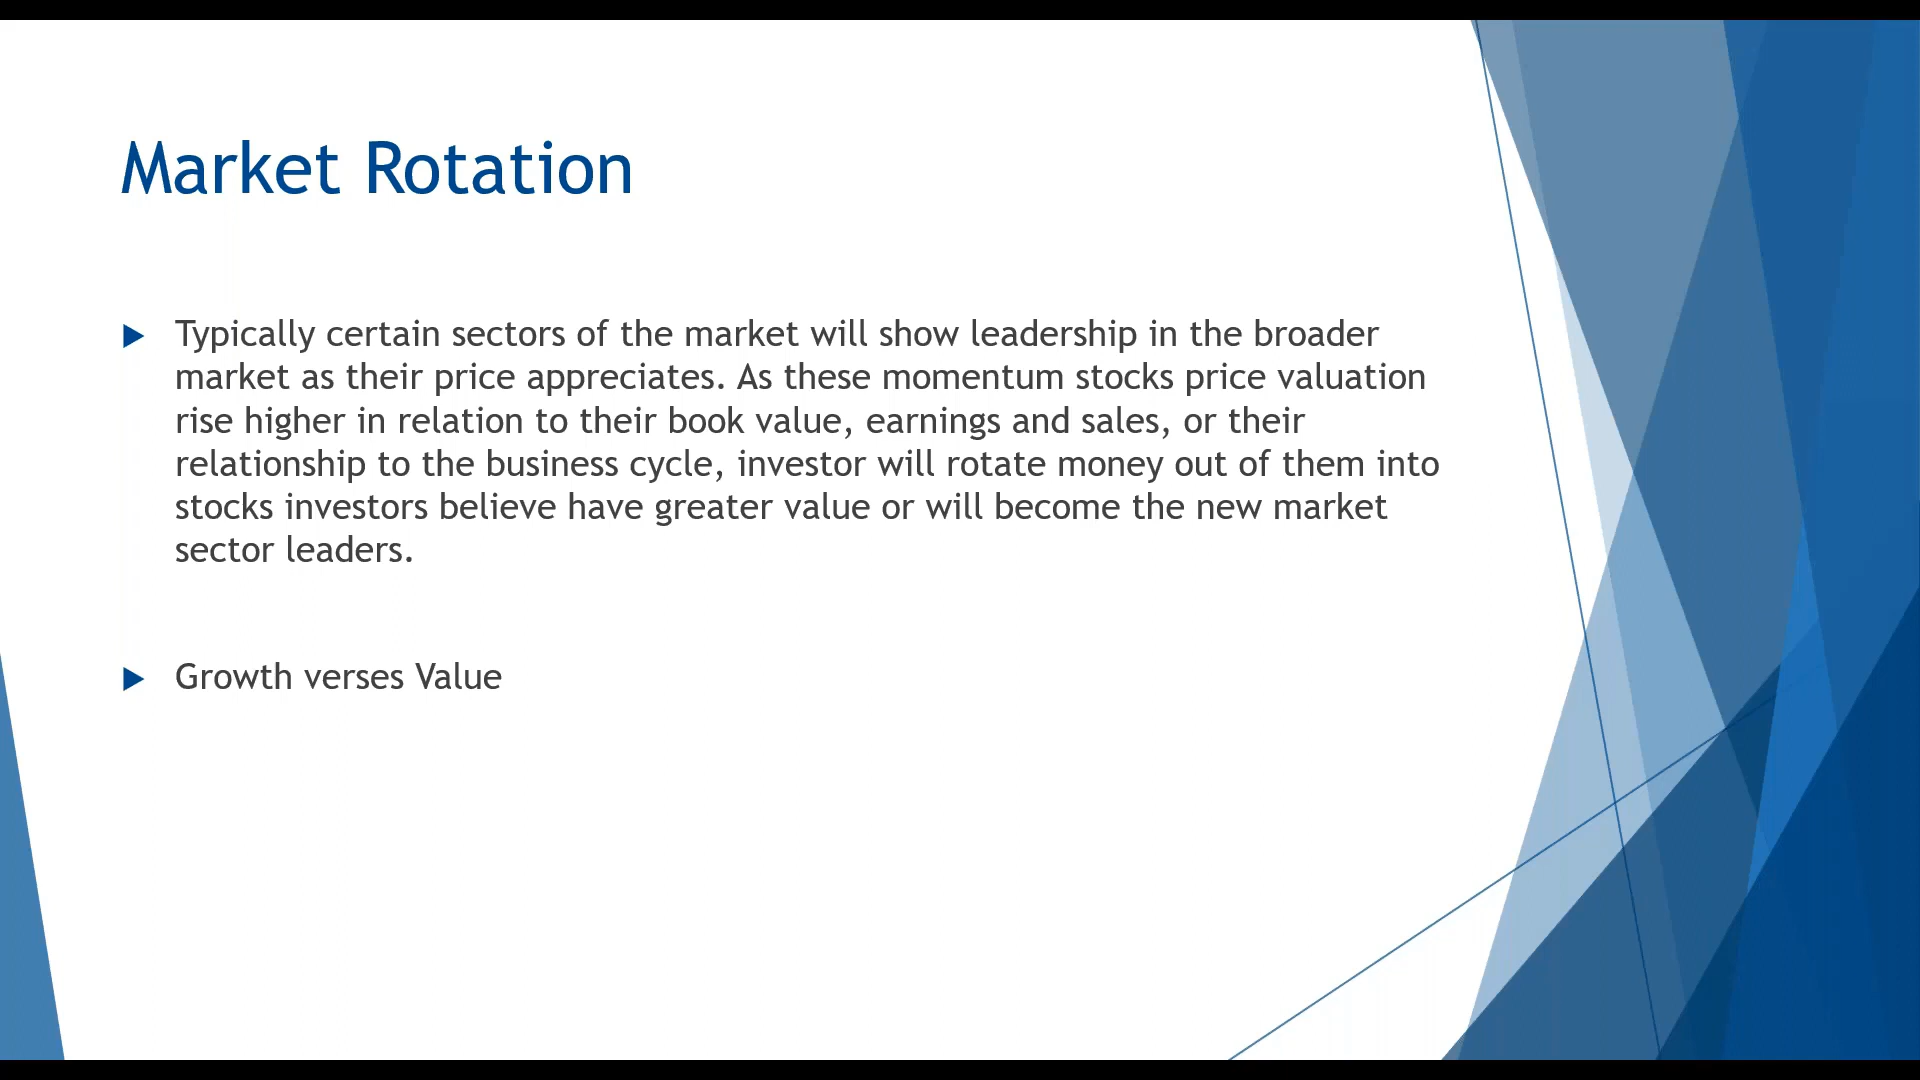 Market Rotation
Typically certain sectors of the market will show leadership in the broader
market as their price appreciates. As these momentum stocks price valuation
rise higher in relation to their book value, earnings and sales, or their
relationship to the business cycle, investor will rotate money out of them into
stocks investors believe have greater value or will become the new market
sector leaders.
Growth verses Value